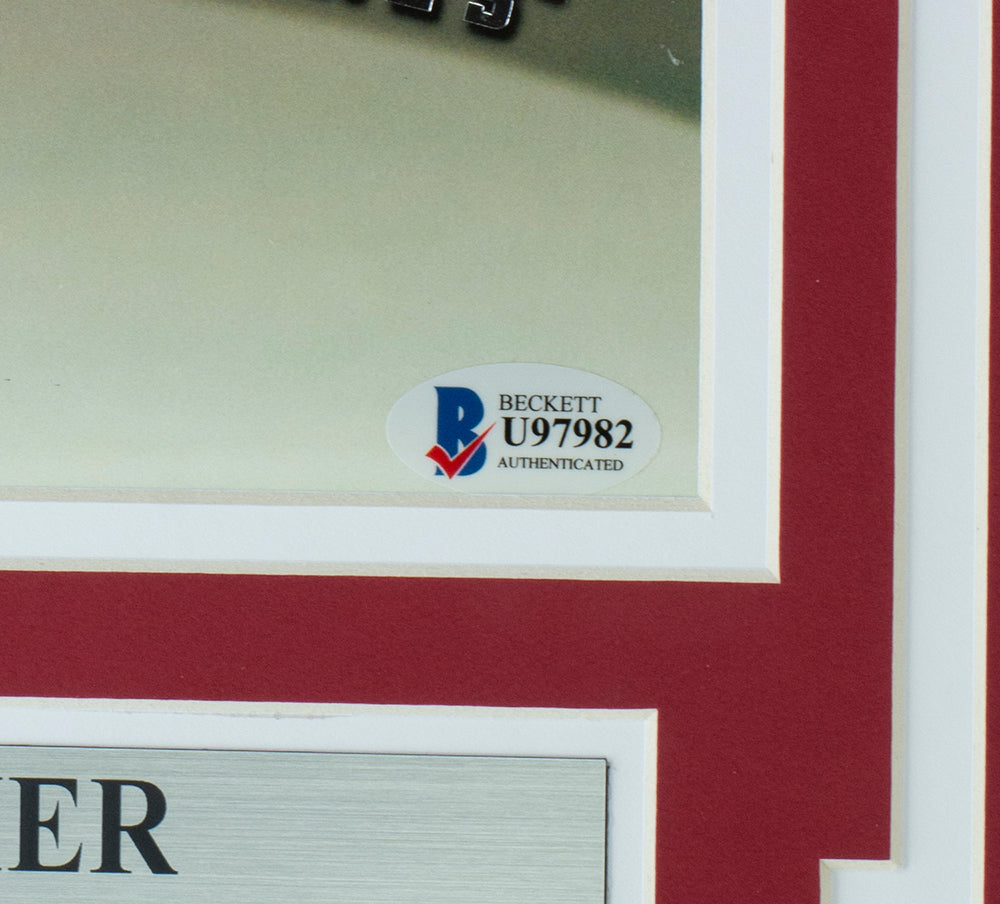 BECKETT
U97982
AUTHENTICATED
ER